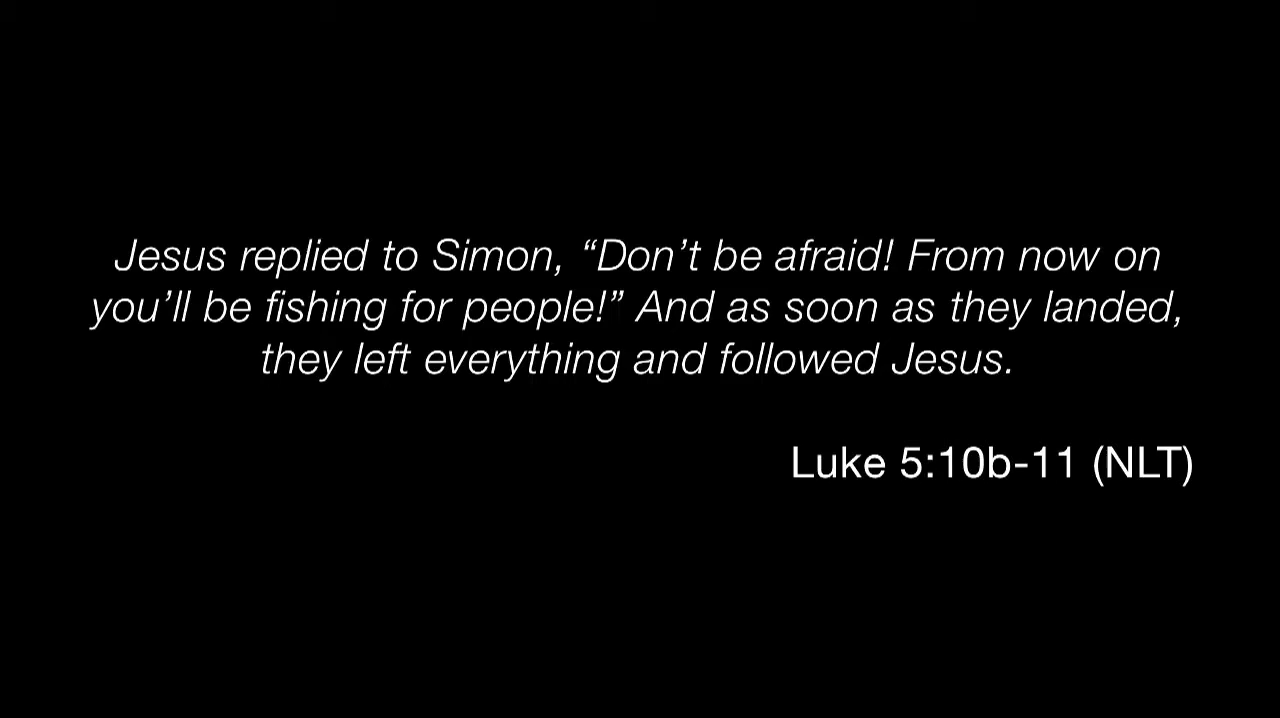 Jesus replied to Simon, “Don’t be afraid! From now on
you’ll be fishing for people!” And as soon as they landed,
they left everything and followed Jesus.
Luke 5:10b-11 (NLT)